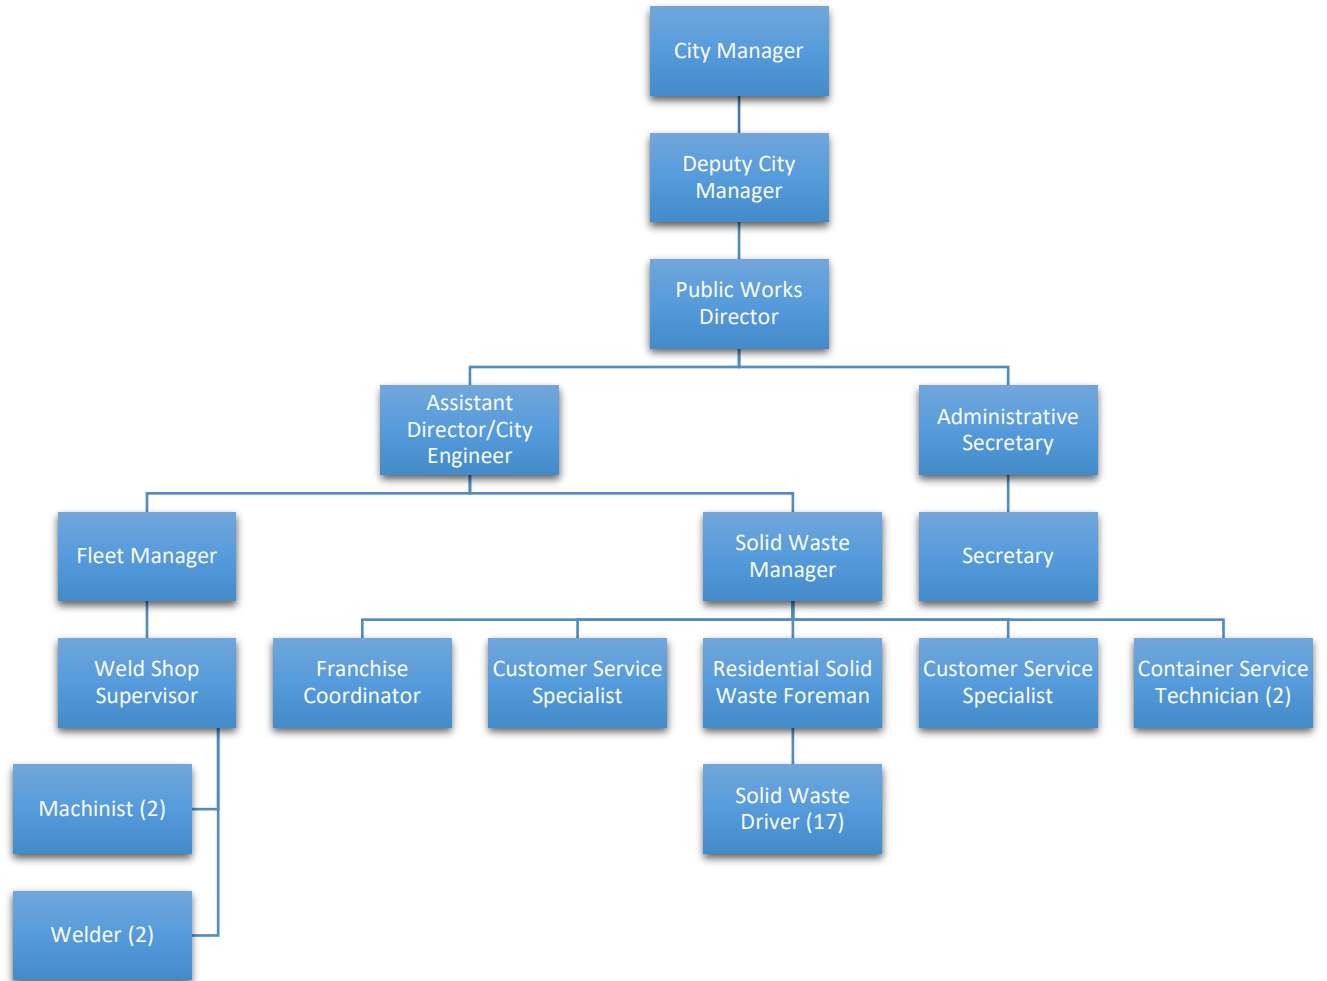 City Manager
Deputy City
Manager
Public Works
Director
Assistant
Director/City
Engineer
Administrative
Secretary
Fleet Manager
Solid Waste
Manager
Secretary
Weld Shop
Supervisor
Franchise
Coordinator
Customer Service
Specialist
Residential Solid
Waste Foreman
Customer Service
Specialist
Container Service
Technician (2)
Machinist (2)
Solid Waste
Driver (17)
Welder (2)